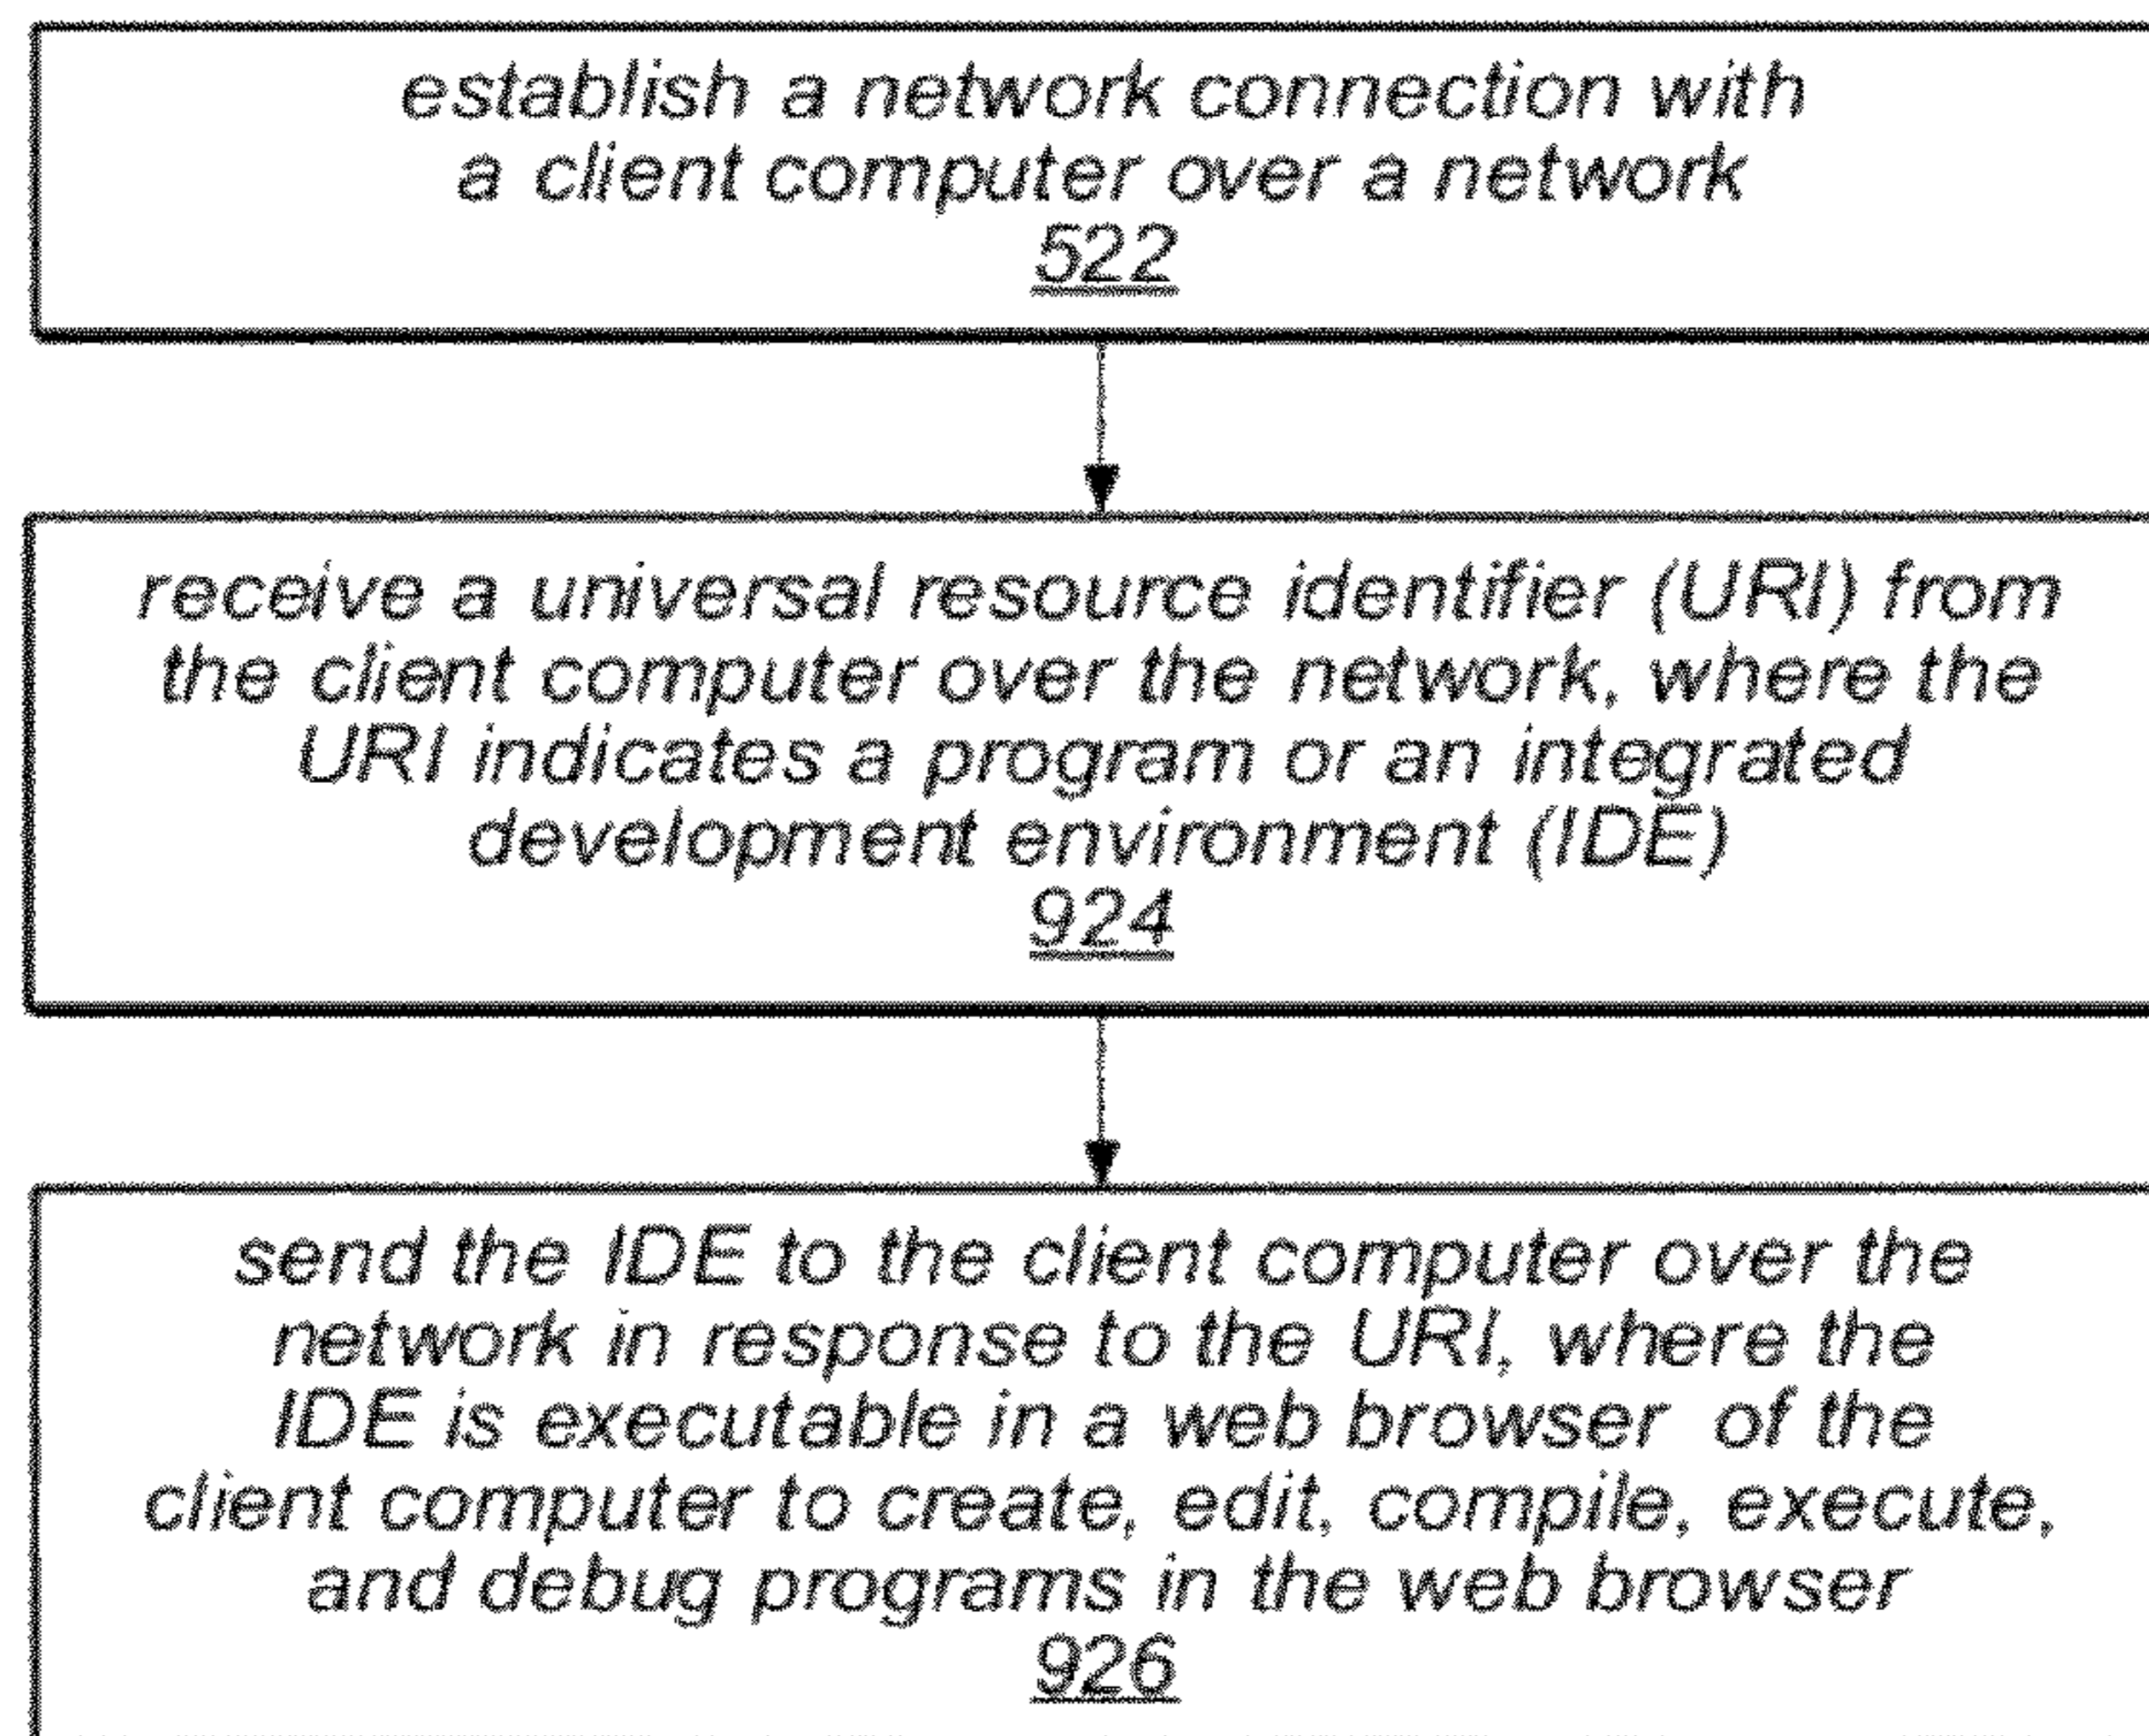 establish a network connection with
a client computer over a network
522
receive a universal resource identifier (URI) from
the client computer over the network, where the
URI indicates a program or an integrated
development environment (IDE)
924
send the IDE to the client computer over the
network in response to the URI, where the
IDE is executable in a web browser of the
client computer to create, edit, compile, execute,
and debug programs in the web browser
926